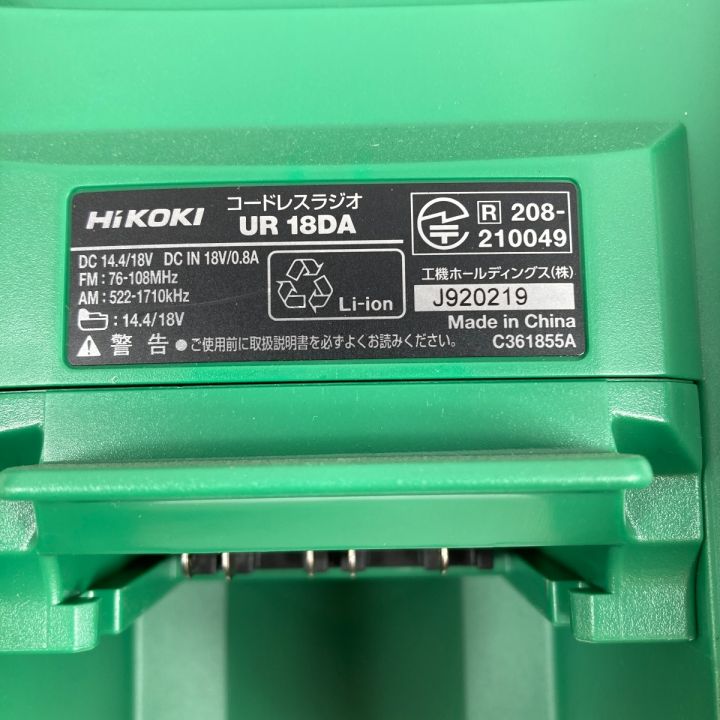 HiKOKI
コードレスラジオ
UR 18DA
R 208-
210049
DC 14.4/18V DC IN 18V/0.8A
FM : 76-108MHz
AM : 522-1710kHz
: 14.4/18V
Li-ion
工機ホールディングス(株)
J920219
Made in China
警告 ●ご使用前に取扱説明書を必ずよくお読みください。
C361855A